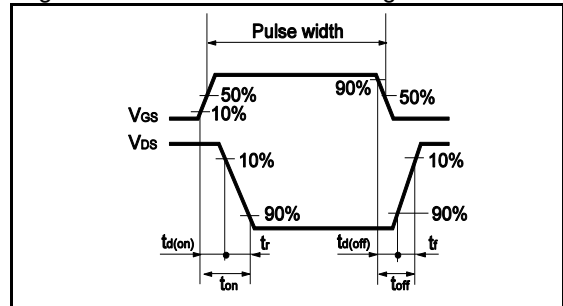 Pulse width
90%
50%
50%
10%
VGS
VDS
10%
10%
90%
90%
td(on)
tr
td(off)
tf
ton
toff